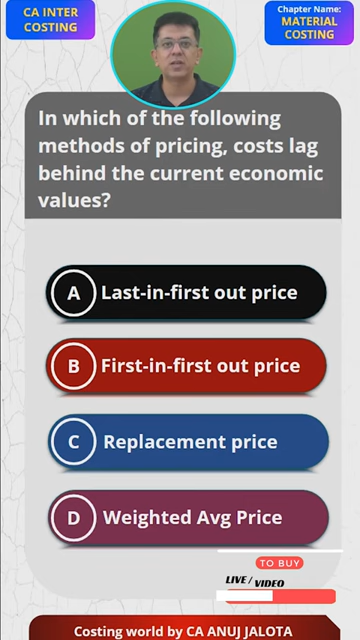 CA INTER
COSTING
Chapter Name:
MATERIAL
COSTING
In which of the following
methods of pricing, costs lag
behind the current economic
values?
A Last-in-first out price
B First-in-first out price
C Replacement price
D Weighted Avg Price
TO BUY
LIVE / VIDEO
Costing world by CA ANUJ JALOTA